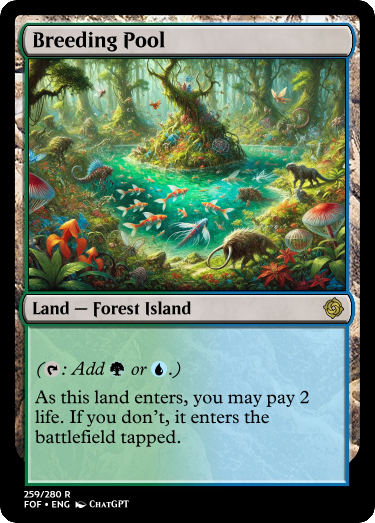 Breeding Pool
Land — Forest Island
(: Add or .)
As this land enters, you may pay 2
life. If you don't, it enters the
battlefield tapped.
259/280 R
FOF • ENG ChatGPT